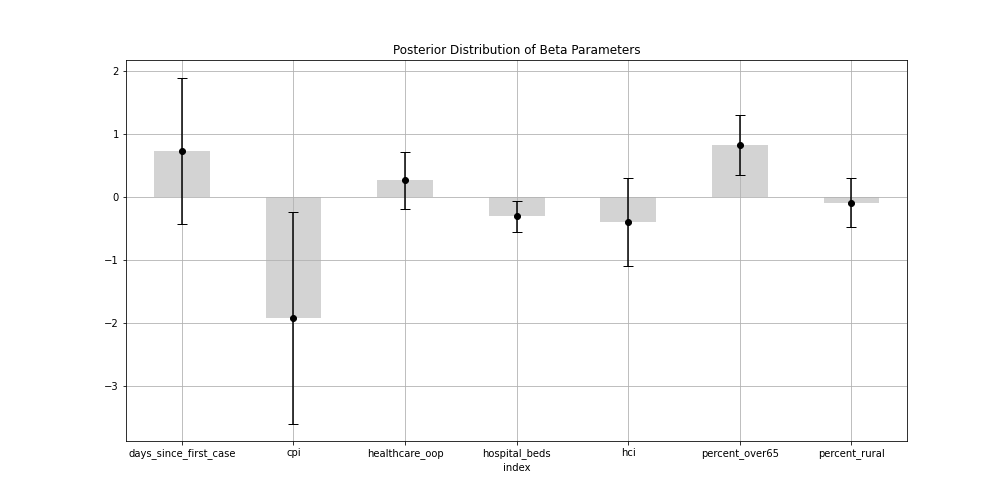 Posterior Distribution of Beta Parameters
2
1
0
−1
−2
−3
days_since_first_case cpi healthcare_oop hospital_beds hci percent_over65 percent_rural
index